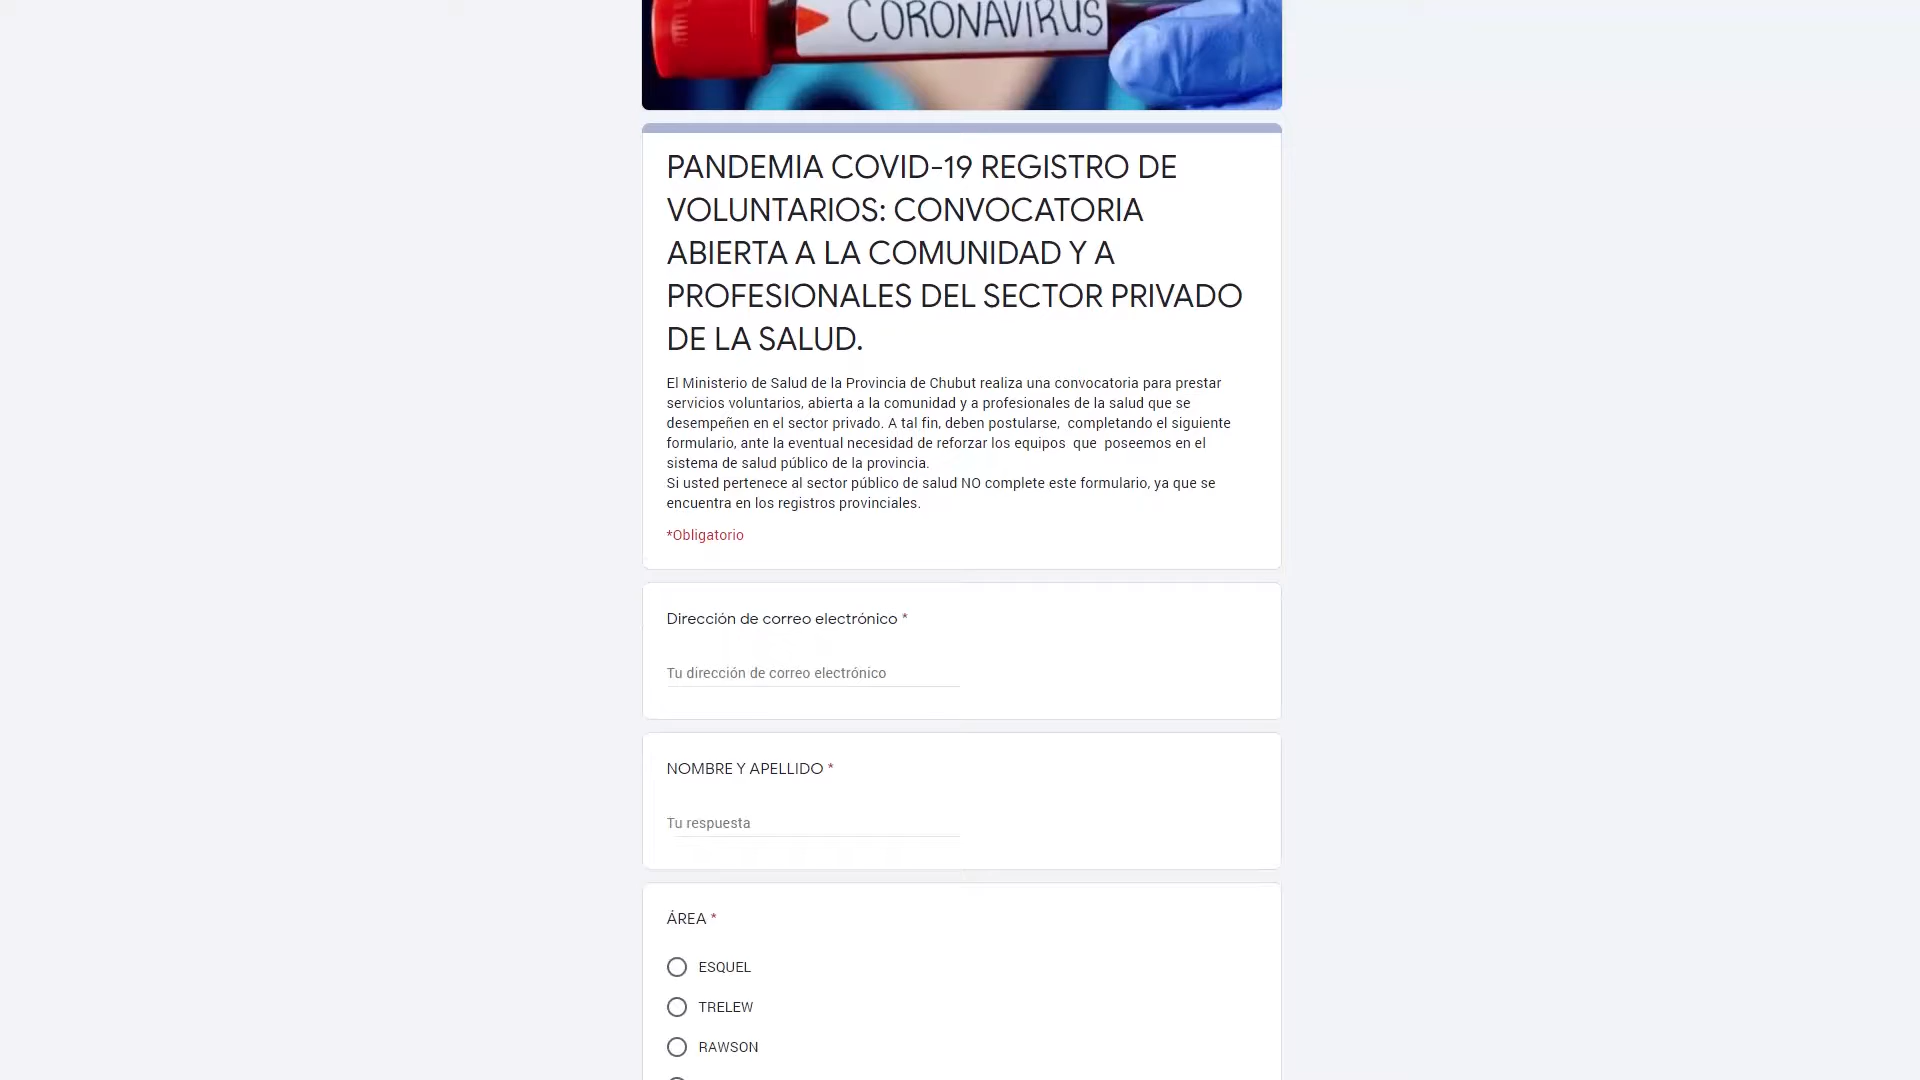 CORONAVIRUS
PANDEMIA COVID-19 REGISTRO DE
VOLUNTARIOS: CONVOCATORIA
ABIERTA A LA COMUNIDAD Y A
PROFESIONALES DEL SECTOR PRIVADO
DE LA SALUD.
El Ministerio de Salud de la Provincia de Chubut realiza una convocatoria para prestar
servicios voluntarios, abierta a la comunidad y a profesionales de la salud que se
desempeñen en el sector privado. A tal fin, deben postularse,  completando el siguiente
formulario, ante la eventual necesidad de reforzar los equipos  que  poseemos en el
sistema de salud público de la provincia.
Si usted pertenece al sector público de salud NO complete este formulario, ya que se
encuentra en los registros provinciales.
*Obligatorio
Dirección de correo electrónico *
Tu dirección de correo electrónico
NOMBRE Y APELLIDO *
Tu respuesta
ÁREA *
ESQUEL
TRELEW
RAWSON